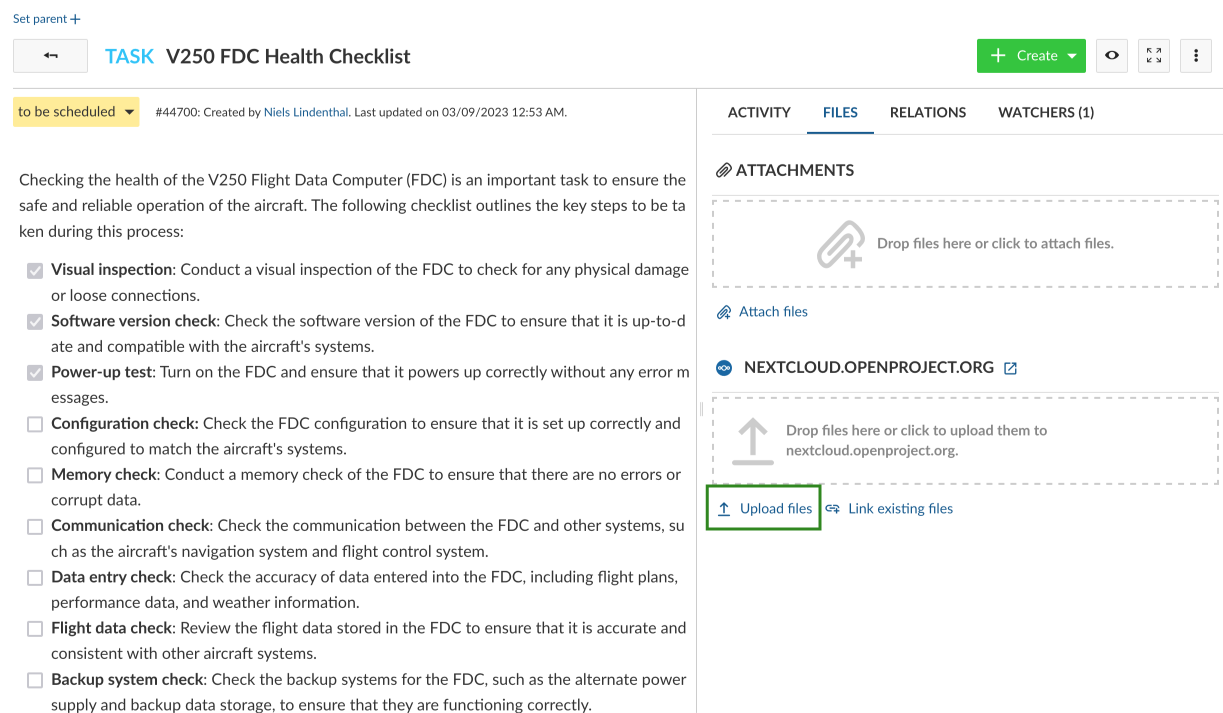 Set parent +
TASK V250 FDC Health Checklist
Create
to be scheduled
#44700: Created by Niels Lindenthal. Last updated on 03/09/2023 12:53 AM.
Checking the health of the V250 Flight Data Computer (FDC) is an important task to ensure the
safe and reliable operation of the aircraft. The following checklist outlines the key steps to be ta
ken during this process:
Visual inspection: Conduct a visual inspection of the FDC to check for any physical damage
or loose connections.
Software version check: Check the software version of the FDC to ensure that it is up-to-d
ate and compatible with the aircraft's systems.
Power-up test: Turn on the FDC and ensure that it powers up correctly without any error m
essages.
Configuration check: Check the FDC configuration to ensure that it is set up correctly and
configured to match the aircraft's systems.
Memory check: Conduct a memory check of the FDC to ensure that there are no errors or
corrupt data.
Communication check: Check the communication between the FDC and other systems, su
ch as the aircraft's navigation system and flight control system.
Data entry check: Check the accuracy of data entered into the FDC, including flight plans,
performance data, and weather information.
Flight data check: Review the flight data stored in the FDC to ensure that it is accurate and
consistent with other aircraft systems.
Backup system check: Check the backup systems for the FDC, such as the alternate power
supply and backup data storage, to ensure that they are functioning correctly.
ACTIVITY FILES RELATIONS WATCHERS (1)
ATTACHMENTS
Drop files here or click to attach files.
Attach files
NEXTCLOUD.OPENPROJECT.ORG
Drop files here or click to upload them to
nextcloud.openproject.org.
Upload files Link existing files